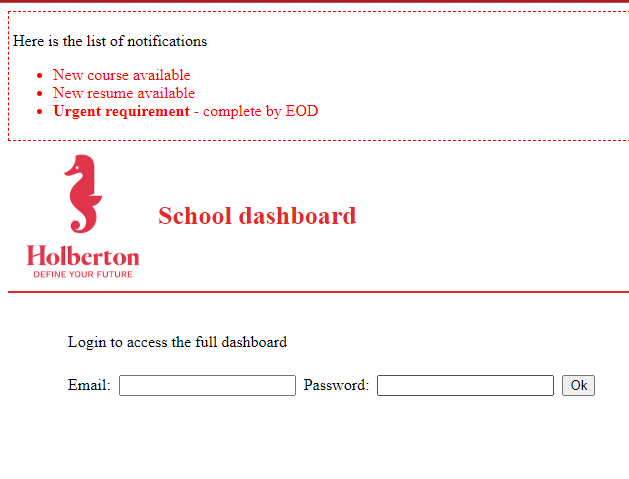 Here is the list of notifications
New course available
New resume available
Urgent requirement - complete by EOD
School dashboard
Holberton
DEFINE YOUR FUTURE
Login to access the full dashboard
Email: Password: Ok